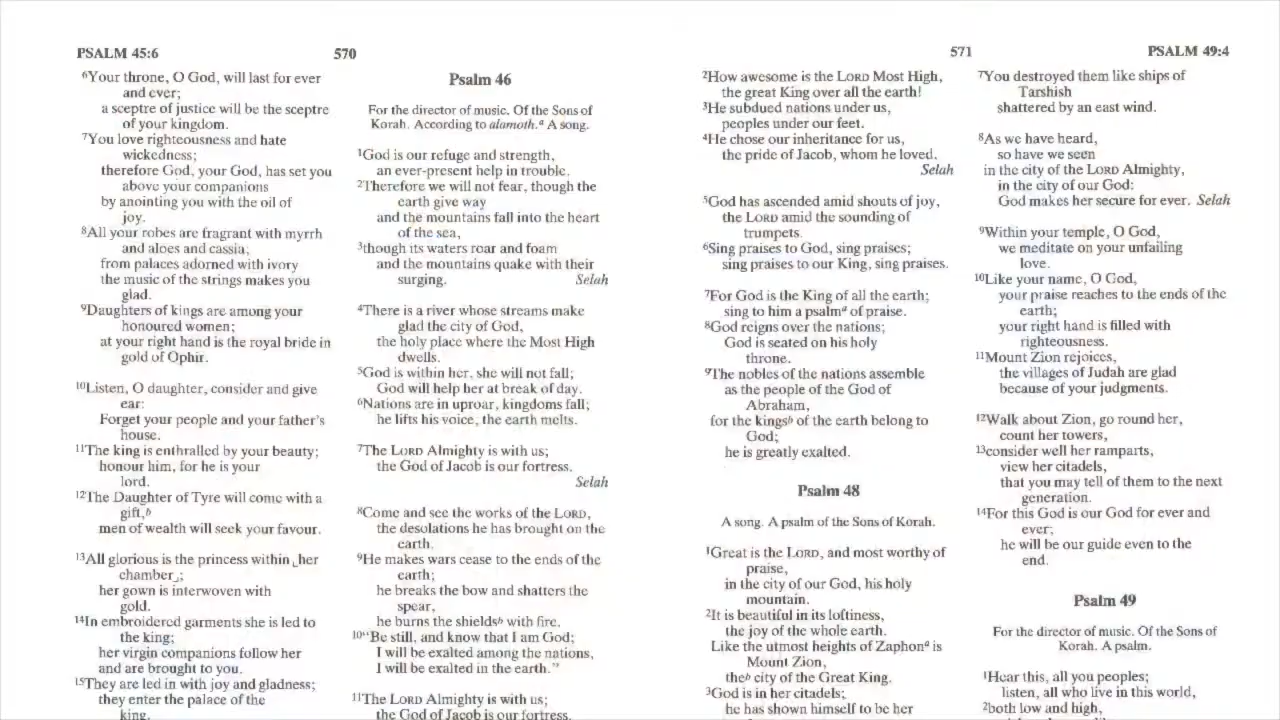 PSALM 45:6
570
⁶Your throne, O God, will last for ever
and ever;
a sceptre of justice will be the sceptre
of your kingdom.
⁷You love righteousness and hate
wickedness;
therefore God, your God, has set you
above your companions
by anointing you with the oil of
joy.
⁸All your robes are fragrant with myrrh
and aloes and cassia;
from palaces adorned with ivory
the music of the strings makes you
glad.
⁹Daughters of kings are among your
honoured women;
at your right hand is the royal bride in
gold of Ophir.
¹⁰Listen, O daughter, consider and give
ear:
Forget your people and your father's
house.
¹¹The king is enthralled by your beauty;
honour him, for he is your
lord.
¹²The Daughter of Tyre will come with a
gift,ᵇ
men of wealth will seek your favour.
¹³All glorious is the princess within ⌞her
chamber⌟;
her gown is interwoven with
gold.
¹⁴In embroidered garments she is led to
the king;
her virgin companions follow her
and are brought to you.
¹⁵They are led in with joy and gladness;
they enter the palace of the
king.
Psalm 46
For the director of music. Of the Sons of
Korah. According to alamoth.ᵃ A song.
¹God is our refuge and strength,
an ever-present help in trouble.
²Therefore we will not fear, though the
earth give way
and the mountains fall into the heart
of the sea,
³though its waters roar and foam
and the mountains quake with their
surging. Selah
⁴There is a river whose streams make
glad the city of God,
the holy place where the Most High
dwells.
⁵God is within her, she will not fall;
God will help her at break of day.
⁶Nations are in uproar, kingdoms fall;
he lifts his voice, the earth melts.
⁷The LORD Almighty is with us;
the God of Jacob is our fortress.
Selah
⁸Come and see the works of the LORD,
the desolations he has brought on the
earth.
⁹He makes wars cease to the ends of the
earth;
he breaks the bow and shatters the
spear,
he burns the shieldsᵇ with fire.
¹⁰"Be still, and know that I am God;
I will be exalted among the nations,
I will be exalted in the earth."
¹¹The LORD Almighty is with us;
the God of Jacob is our fortress.
571
PSALM 49:4
²How awesome is the LORD Most High,
the great King over all the earth!
³He subdued nations under us,
peoples under our feet.
⁴He chose our inheritance for us,
the pride of Jacob, whom he loved.
Selah
⁵God has ascended amid shouts of joy,
the LORD amid the sounding of
trumpets.
⁶Sing praises to God, sing praises;
sing praises to our King, sing praises.
⁷For God is the King of all the earth;
sing to him a psalmᵃ of praise.
⁸God reigns over the nations;
God is seated on his holy
throne.
⁹The nobles of the nations assemble
as the people of the God of
Abraham,
for the kingsᵇ of the earth belong to
God;
he is greatly exalted.
Psalm 48
A song. A psalm of the Sons of Korah.
¹Great is the LORD, and most worthy of
praise,
in the city of our God, his holy
mountain.
²It is beautiful in its loftiness,
the joy of the whole earth.
Like the utmost heights of Zaphonᵃ is
Mount Zion,
theᵇ city of the Great King.
³God is in her citadels;
he has shown himself to be her
⁷You destroyed them like ships of
Tarshish
shattered by an east wind.
⁸As we have heard,
so have we seen
in the city of the LORD Almighty,
in the city of our God:
God makes her secure for ever. Selah
⁹Within your temple, O God,
we meditate on your unfailing
love.
¹⁰Like your name, O God,
your praise reaches to the ends of the
earth;
your right hand is filled with
righteousness.
¹¹Mount Zion rejoices,
the villages of Judah are glad
because of your judgments.
¹²Walk about Zion, go round her,
count her towers,
¹³consider well her ramparts,
view her citadels,
that you may tell of them to the next
generation.
¹⁴For this God is our God for ever and
ever;
he will be our guide even to the
end.
Psalm 49
For the director of music. Of the Sons of
Korah. A psalm.
¹Hear this, all you peoples;
listen, all who live in this world,
²both low and high,